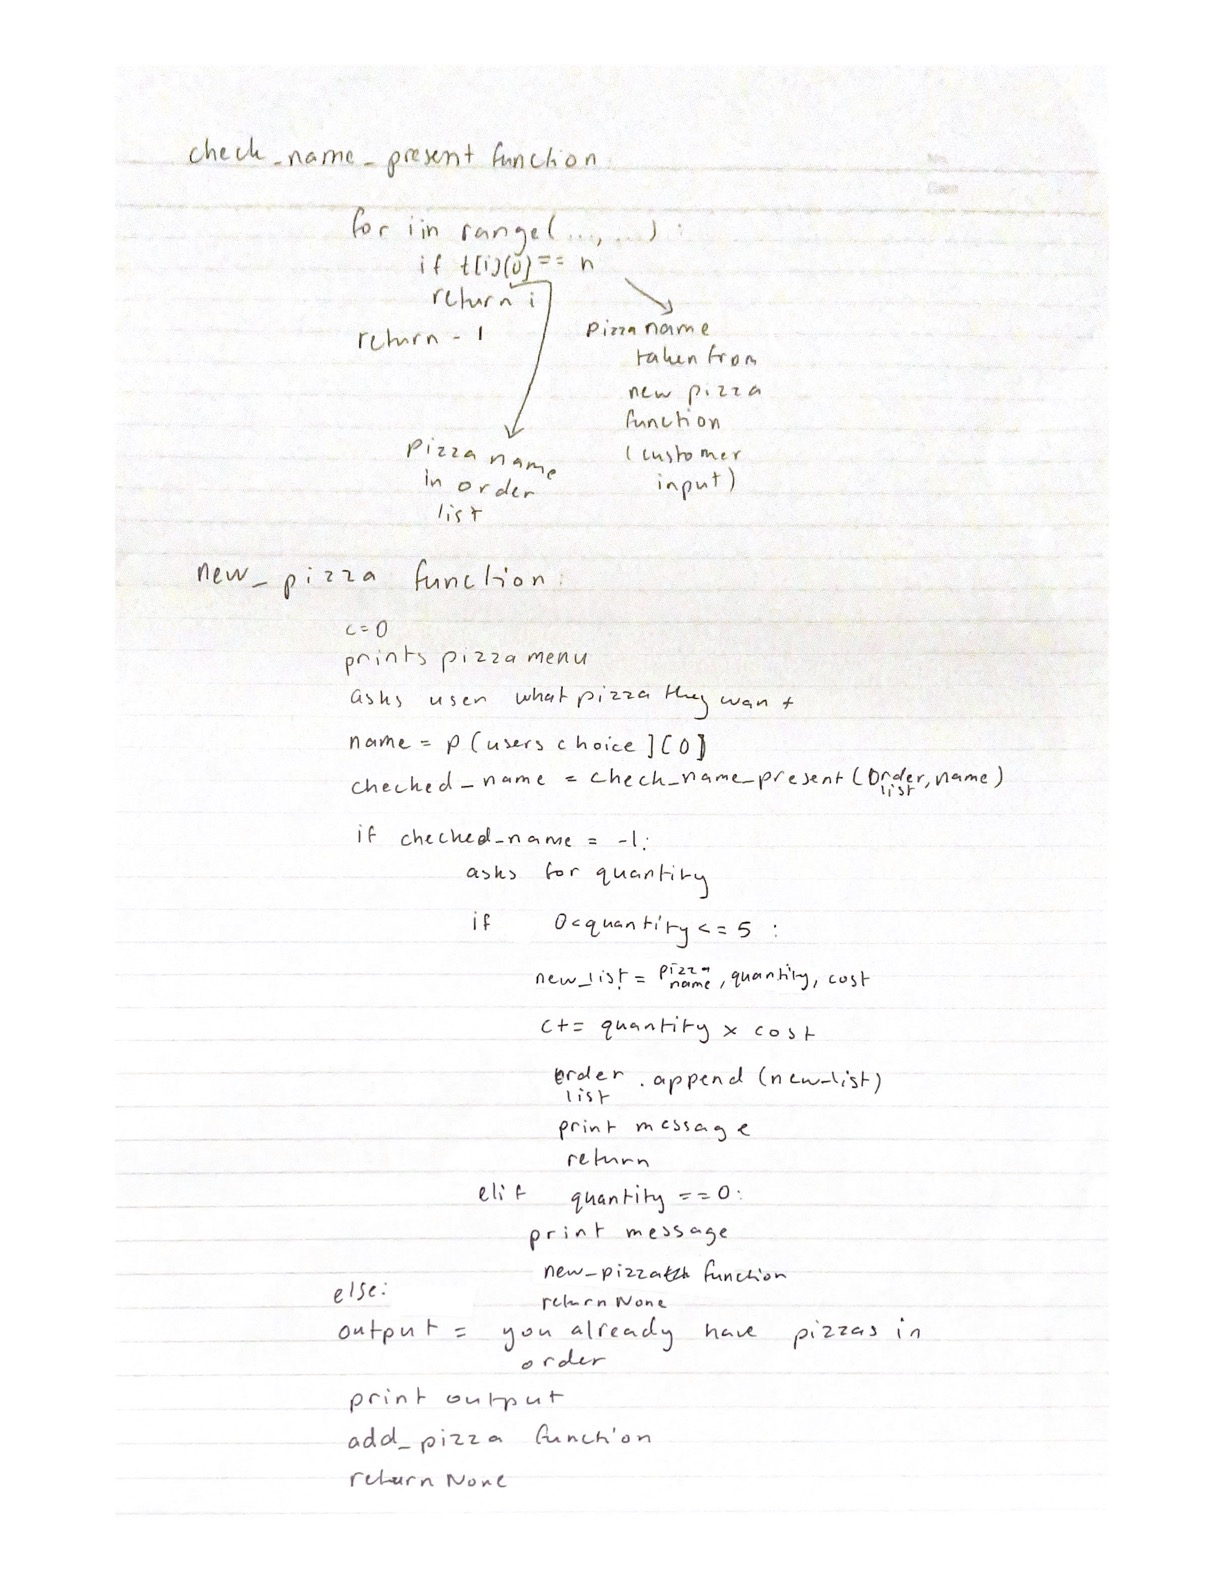 check_name_present function
for i in range(...,...):
if t[i][0] == n
return i
return -1
pizza name
taken from
new pizza
function
(customer
input)
pizza name
in order
list
new_pizza function:
c=0
prints pizza menu
asks user what pizza they want
name = p[users choice][0]
checked_name = check_name_present(order list, name)
if checked_name = -1:
asks for quantity
if 0<quantity<=5 :
new_list = pizza name, quantity, cost
c+= quantity x cost
order list .append (new_list)
print message
return
elif quantity ==0:
print message
new_pizza function
return None
else:
output = you already have pizzas in
order
print output
add_pizza function
return None